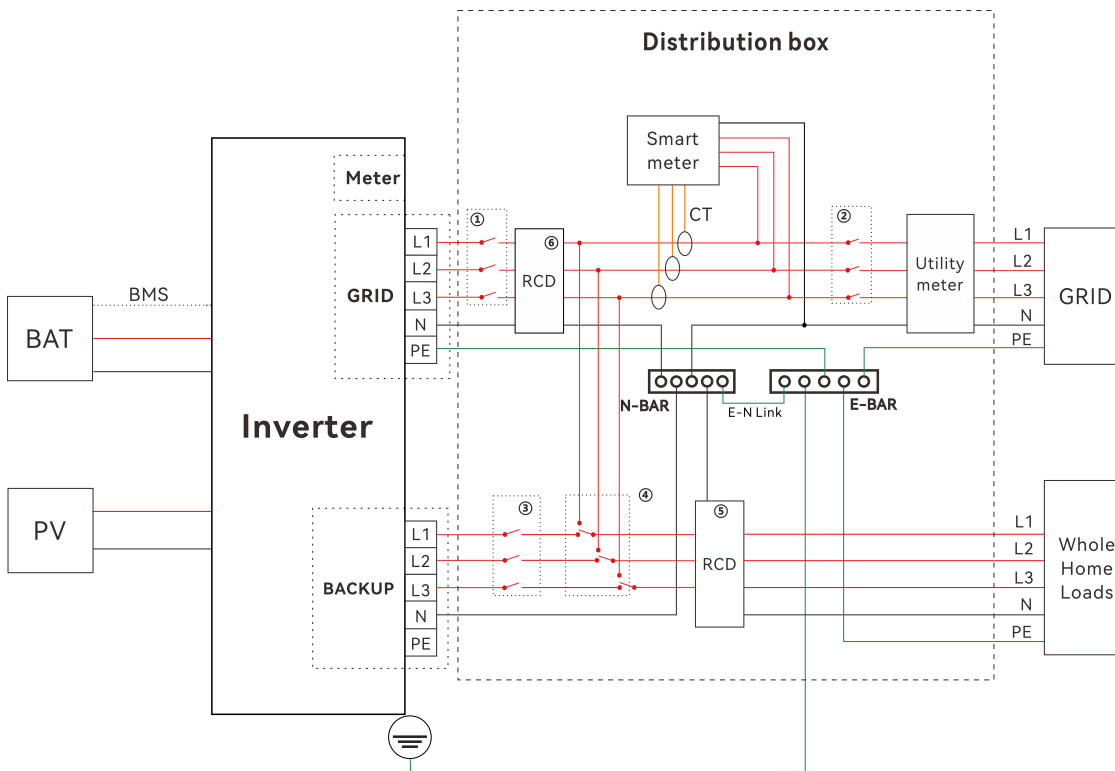 Distribution box
Smart
meter
Meter
CT
①
②
⑥
RCD
Utility
meter
GRID
L1
L2
L3
N
PE
L1
L2
L3
N
PE
GRID
BMS
BAT
N-BAR
E-N Link
E-BAR
Inverter
PV
③
④
⑤
RCD
BACKUP
L1
L2
L3
N
PE
L1
L2
L3
N
PE
Whole
Home
Loads